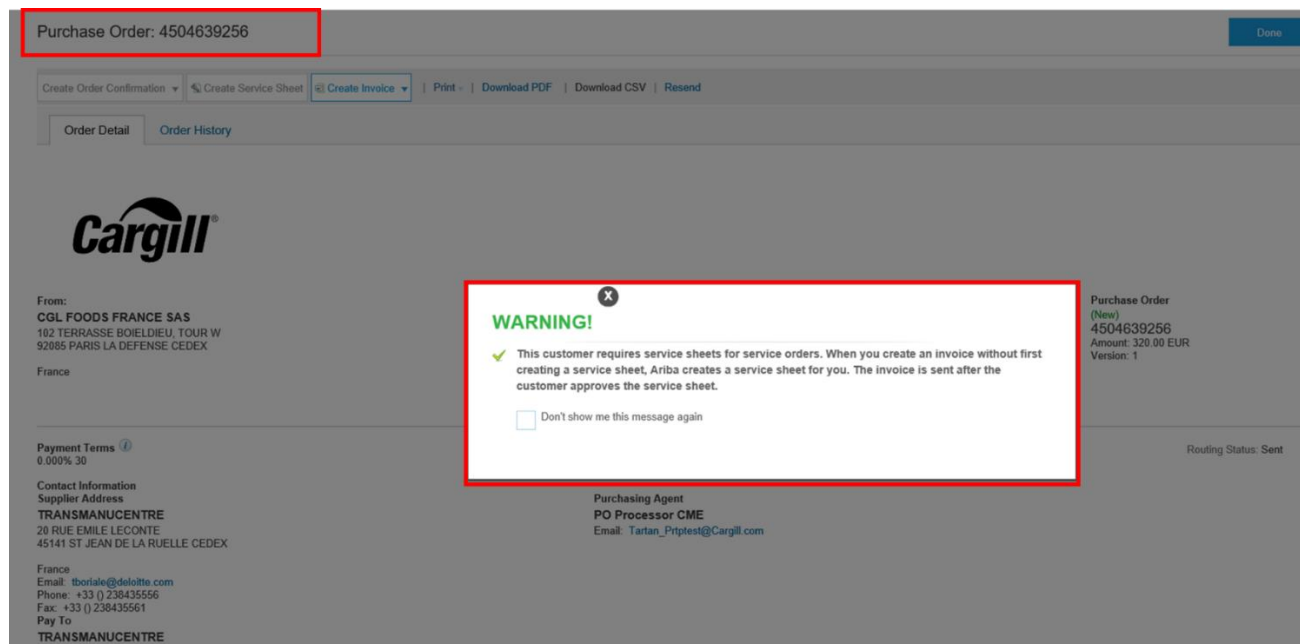 Purchase Order: 4504639256
Done
Create Order Confirmation
Create Service Sheet
Create Invoice
| Print | Download PDF | Download CSV | Resend
Order Detail
Order History
Cargill®
From:
CGL FOODS FRANCE SAS
102 TERRASSE BOIELDIEU, TOUR W
92085 PARIS LA DEFENSE CEDEX
France
X
WARNING!
This customer requires service sheets for service orders. When you create an invoice without first
creating a service sheet, Ariba creates a service sheet for you. The invoice is sent after the
customer approves the service sheet.
Don't show me this message again
Purchase Order
(New)
4504639256
Amount: 320.00 EUR
Version: 1
Payment Terms i
0.000% 30
Routing Status: Sent
Contact Information
Supplier Address
TRANSMANUCENTRE
20 RUE EMILE LECONTE
45141 ST JEAN DE LA RUELLE CEDEX
France
Email: tboriale@deloitte.com
Phone: +33 () 238435556
Fax: +33 () 238435561
Pay To
TRANSMANUCENTRE
Purchasing Agent
PO Processor CME
Email: Tartan_Prtptest@Cargill.com